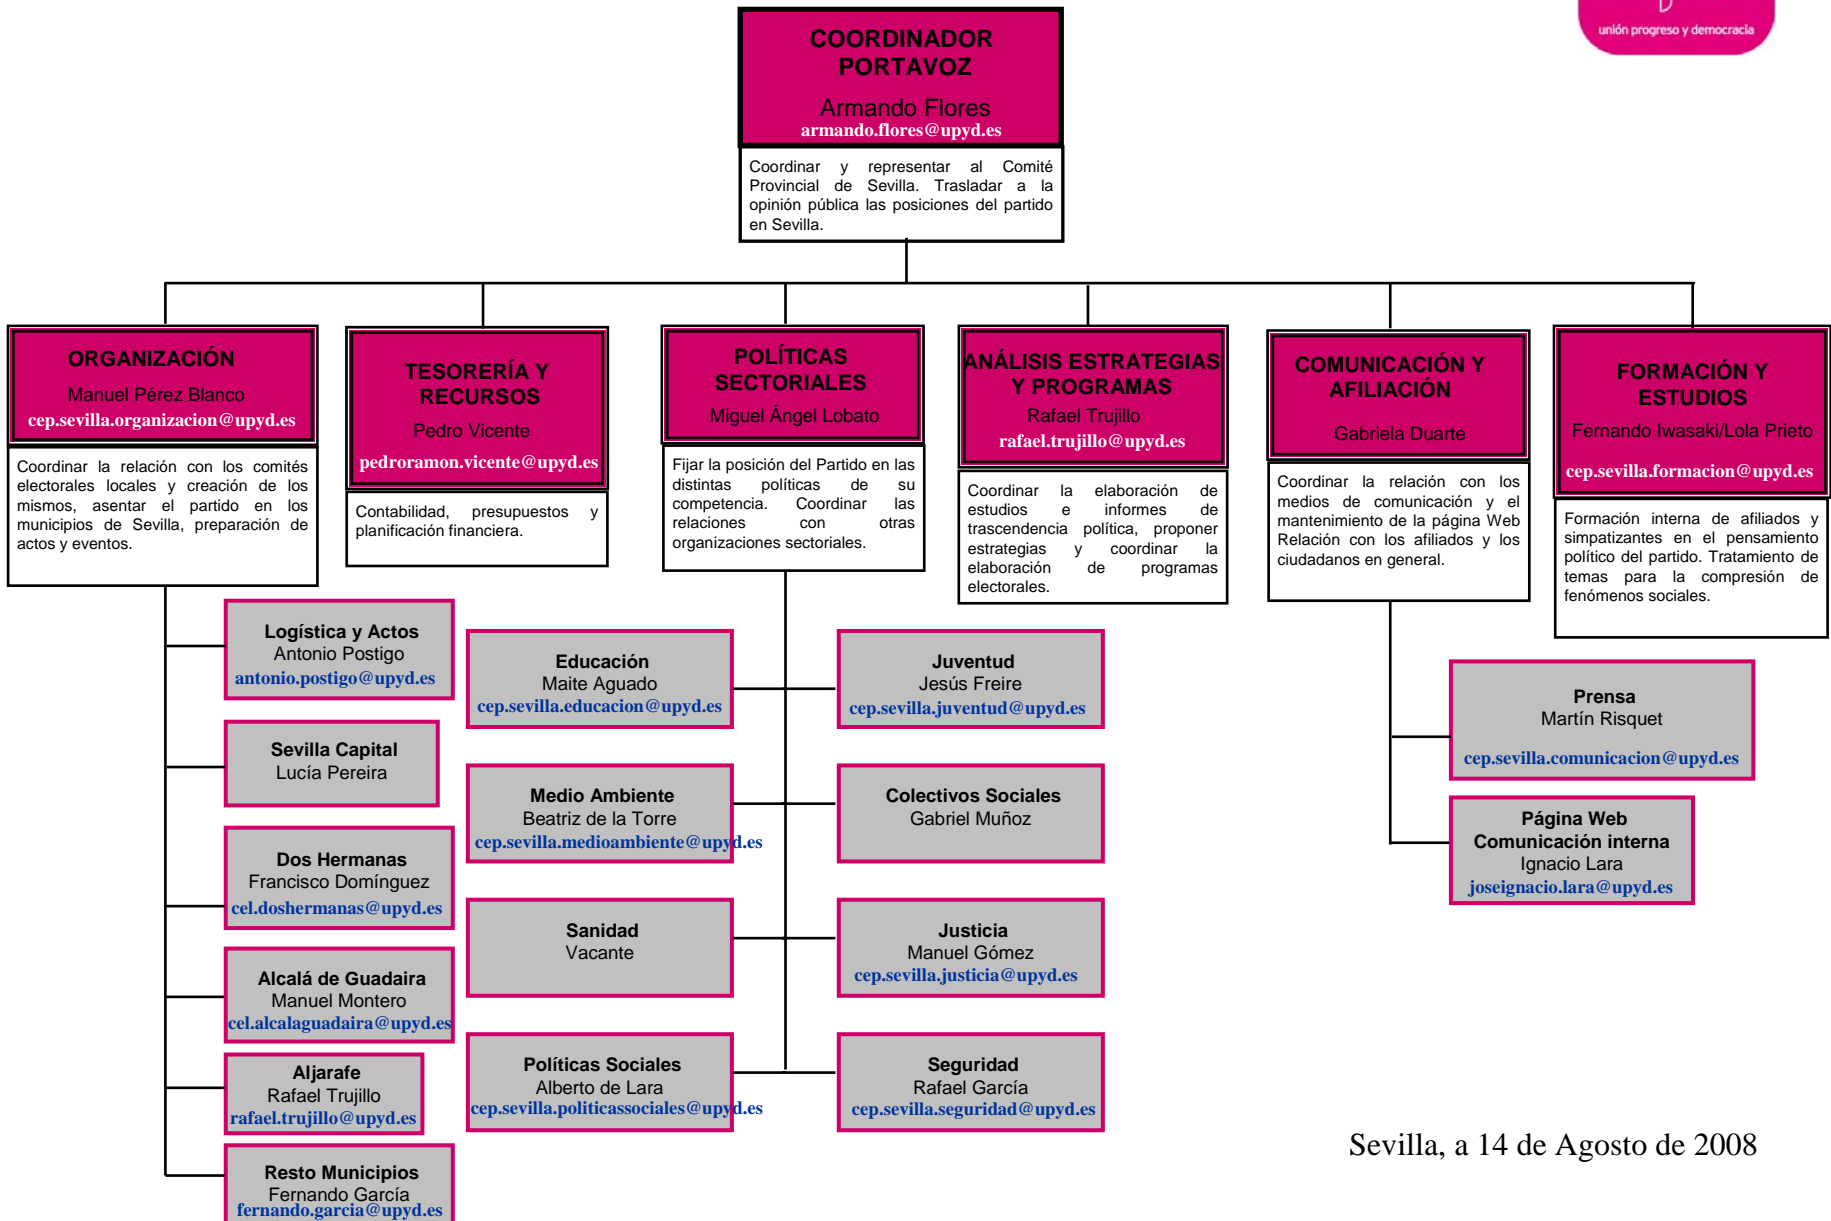 unión progreso y democracia
COORDINADOR
PORTAVOZ
Armando Flores
armando.flores@upyd.es
Coordinar y representar al Comité
Provincial de Sevilla. Trasladar a la
opinión pública las posiciones del partido
en Sevilla.
ORGANIZACIÓN
Manuel Pérez Blanco
cep.sevilla.organizacion@upyd.es
Coordinar la relación con los comités
electorales locales y creación de los
mismos, asentar el partido en los
municipios de Sevilla, preparación de
actos y eventos.
TESORERÍA Y
RECURSOS
Pedro Vicente
pedroramon.vicente@upyd.es
Contabilidad, presupuestos y
planificación financiera.
POLÍTICAS
SECTORIALES
Miguel Ángel Lobato
Fijar la posición del Partido en las
distintas políticas de su
competencia. Coordinar las
relaciones con otras
organizaciones sectoriales.
ANÁLISIS ESTRATEGIAS
Y PROGRAMAS
Rafael Trujillo
rafael.trujillo@upyd.es
Coordinar la elaboración de
estudios e informes de
trascendencia política, proponer
estrategias y coordinar la
elaboración de programas
electorales.
COMUNICACIÓN Y
AFILIACIÓN
Gabriela Duarte
Coordinar la relación con los
medios de comunicación y el
mantenimiento de la página Web
Relación con los afiliados y los
ciudadanos en general.
FORMACIÓN Y
ESTUDIOS
Fernando Iwasaki/Lola Prieto
cep.sevilla.formacion@upyd.es
Formación interna de afiliados y
simpatizantes en el pensamiento
político del partido. Tratamiento de
temas para la compresión de
fenómenos sociales.
Logística y Actos
Antonio Postigo
antonio.postigo@upyd.es
Sevilla Capital
Lucía Pereira
Dos Hermanas
Francisco Domínguez
cel.doshermanas@upyd.es
Alcalá de Guadaira
Manuel Montero
cel.alcalaguadaira@upyd.es
Aljarafe
Rafael Trujillo
rafael.trujillo@upyd.es
Resto Municipios
Fernando García
fernando.garcia@upyd.es
Educación
Maite Aguado
cep.sevilla.educacion@upyd.es
Medio Ambiente
Beatriz de la Torre
cep.sevilla.medioambiente@upyd.es
Sanidad
Vacante
Políticas Sociales
Alberto de Lara
cep.sevilla.politicassociales@upyd.es
Juventud
Jesús Freire
cep.sevilla.juventud@upyd.es
Colectivos Sociales
Gabriel Muñoz
Justicia
Manuel Gómez
cep.sevilla.justicia@upyd.es
Seguridad
Rafael García
cep.sevilla.seguridad@upyd.es
Prensa
Martín Risquet
cep.sevilla.comunicacion@upyd.es
Página Web
Comunicación interna
Ignacio Lara
joseignacio.lara@upyd.es
Sevilla, a 14 de Agosto de 2008